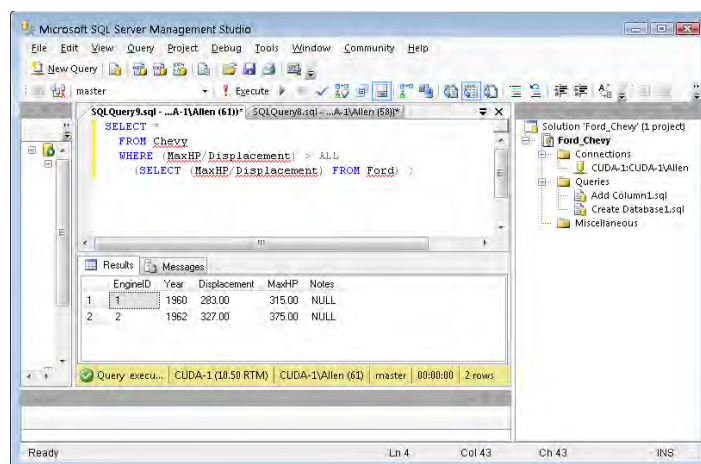 Microsoft SQL Server Management Studio
File Edit View Query Project Debug Tools Window Community Help
New Query
master Execute
SQLQuery9.sql - ...A-1\Allen (61))* SQLQuery8.sql - ...A-1\Allen (58))*
SELECT *
FROM Chevy
WHERE (MaxHP/Displacement) > ALL
(SELECT (MaxHP/Displacement) FROM Ford) ;
Results Messages
EngineID Year Displacement MaxHP Notes
1 1 1960 283.00 315.00 NULL
2 2 1962 327.00 375.00 NULL
Query execu... CUDA-1 (10.50 RTM) CUDA-1\Allen (61) master 00:00:00 2 rows
Solution 'Ford_Chevy' (1 project)
Ford_Chevy
Connections
CUDA-1:CUDA-1\Allen
Queries
Add Column1.sql
Create Database1.sql
Miscellaneous
Ready Ln 4 Col 43 Ch 43 INS